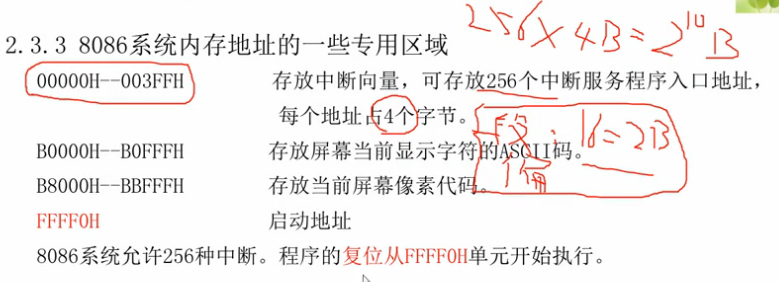 256×4B=2¹⁰B
2.3.3 8086系统内存地址的一些专用区域
00000H--003FFH 存放中断向量，可存放256个中断服务程序入口地址，
每个地址占4个字节。
段：16=2B
偏
B0000H--B0FFFH 存放屏幕当前显示字符的ASCII码。
B8000H--BBFFFH 存放当前屏幕像素代码。
FFFF0H 启动地址
8086系统允许256种中断。程序的复位从FFFF0H单元开始执行。